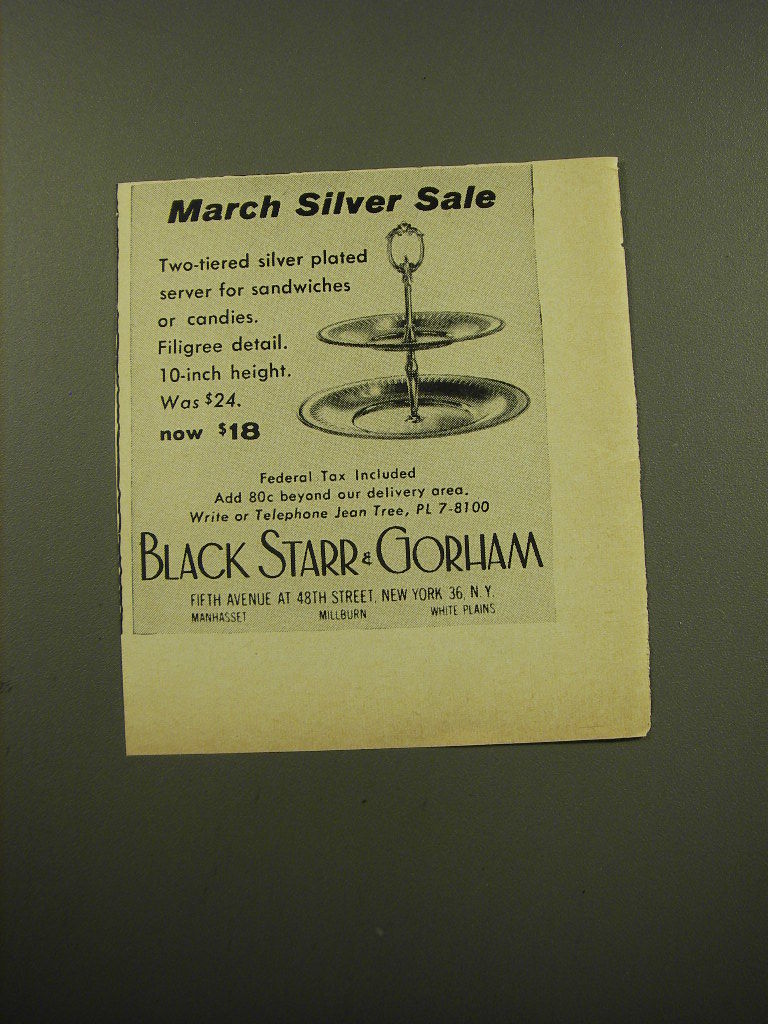 March Silver Sale
Two-tiered silver plated
server for sandwiches
or candies.
Filigree detail.
10-inch height.
Was $24.
now $18
Federal Tax Included
Add 80c beyond our delivery area.
Write or Telephone Jean Tree, PL 7-8100
BLACK STARR & GORHAM
FIFTH AVENUE AT 48TH STREET, NEW YORK 36, N.Y.
MANHASSET MILLBURN WHITE PLAINS